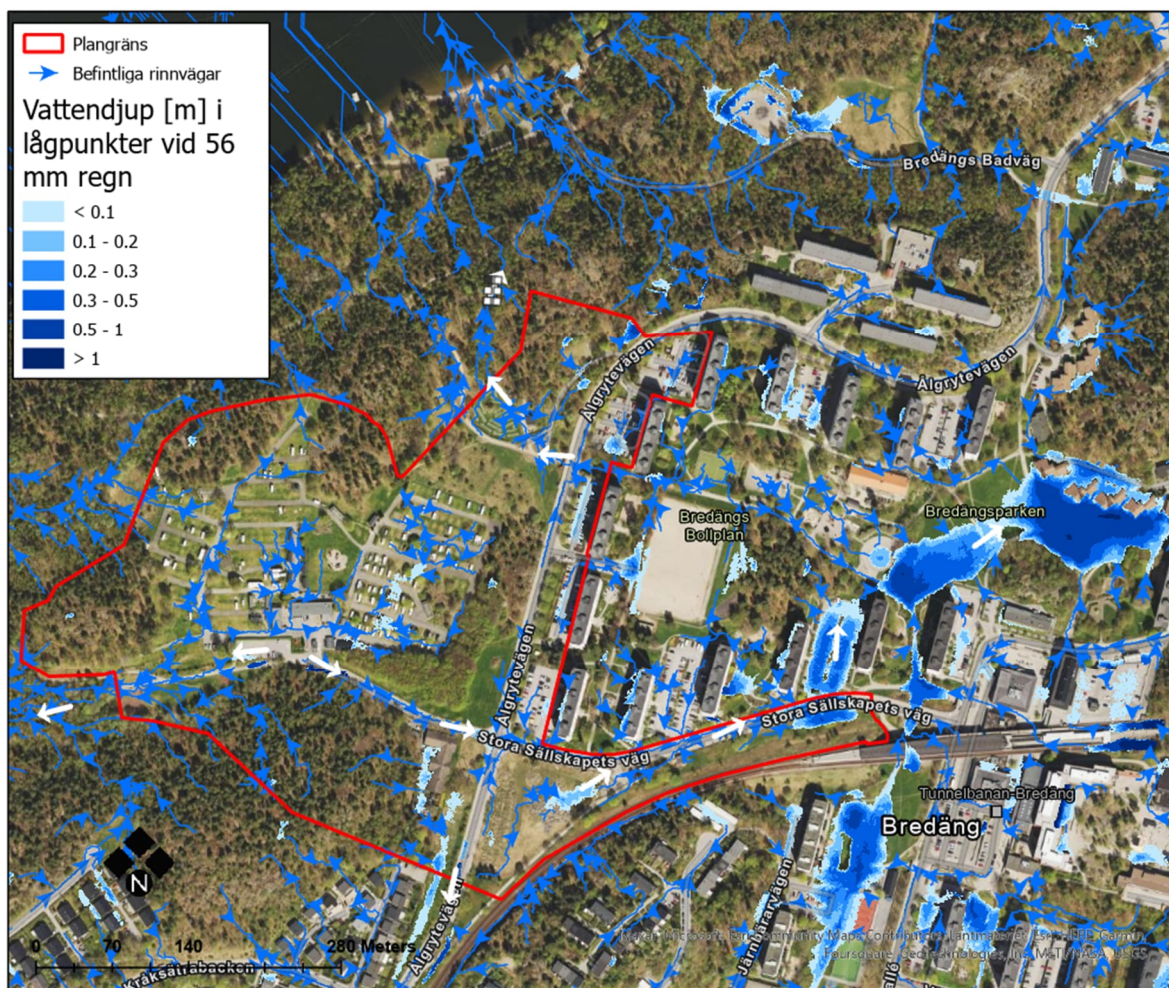 Plangräns
Befintliga rinnvägar
Vattendjup [m] i
lågpunkter vid 56
mm regn
< 0.1
0.1 - 0.2
0.2 - 0.3
0.3 - 0.5
0.5 - 1
> 1
Bredängs Badväg
Ålgrytevägen
Ålgrytevägen
Ålgrytevägen
Bredängs
Bollplan
Bredängsparken
Stora Sällskapets väg
Stora Sällskapets väg
Tunnelbanan-Bredäng
Bredäng
Järnhandlarvägen
Ålgrytevägen
N
0 70 140 280 Meters
Kråksätrabacken